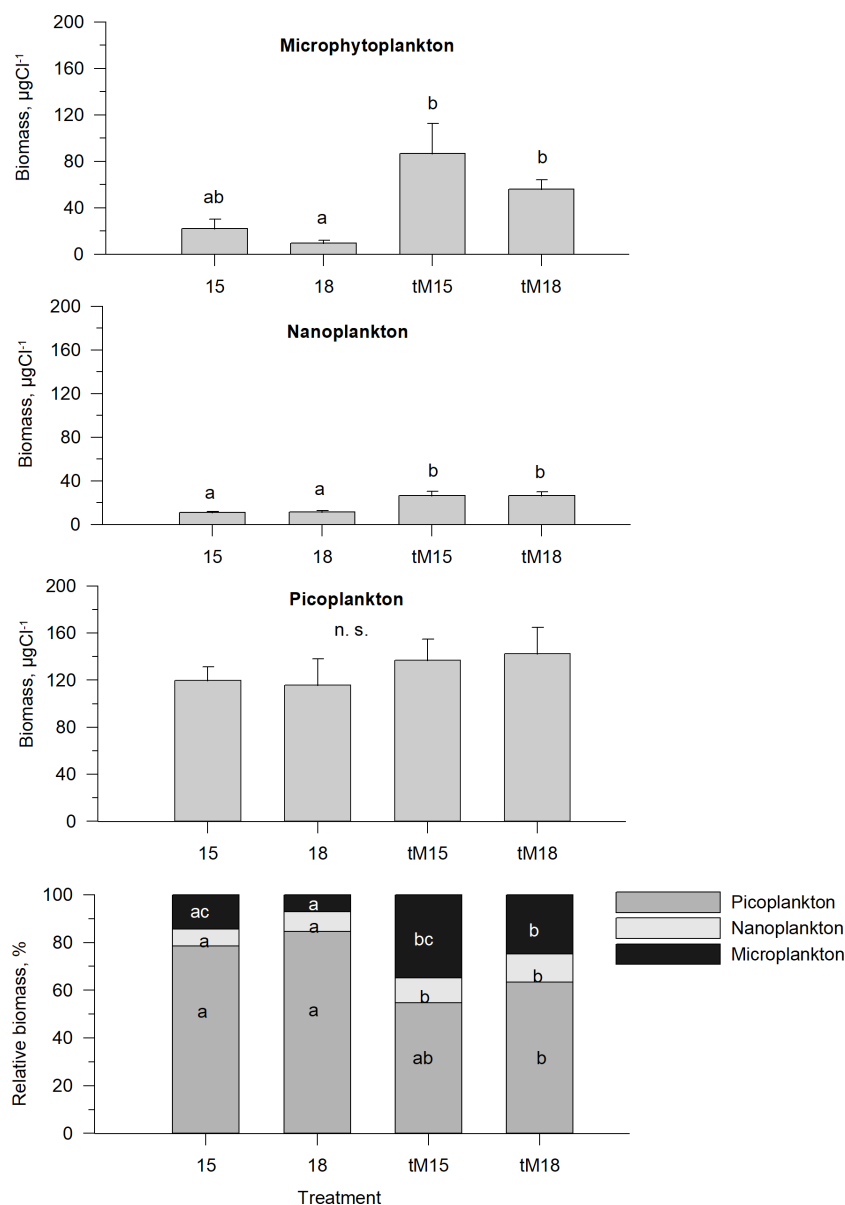 Microphytoplankton
Biomass, µgCl-1
200
160
120
80
40
0
ab
a
b
b
15 18 tM15 tM18
Nanoplankton
Biomass, µgCl-1
200
160
120
80
40
0
a
a
b
b
15 18 tM15 tM18
Picoplankton
n. s.
Biomass, µgCl-1
200
160
120
80
40
0
15 18 tM15 tM18
Relative biomass, %
100
80
60
40
20
0
ac a bc b
a a b b
a a ab b
15 18 tM15 tM18
Treatment
Picoplankton
Nanoplankton
Microplankton